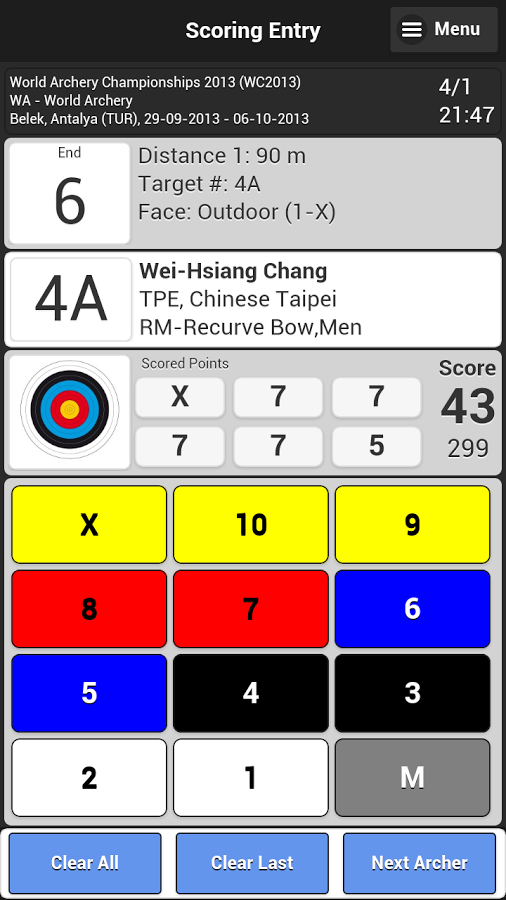 Scoring Entry
Menu
World Archery Championships 2013 (WC2013)
WA - World Archery
Belek, Antalya (TUR), 29-09-2013 - 06-10-2013
4/1
21:47
End
6
Distance 1: 90 m
Target #: 4A
Face: Outdoor (1-X)
4A
Wei-Hsiang Chang
TPE, Chinese Taipei
RM-Recurve Bow,Men
Scored Points
X 7 7
7 7 5
Score
43
299
X 10 9
8 7 6
5 4 3
2 1 M
Clear All Clear Last Next Archer